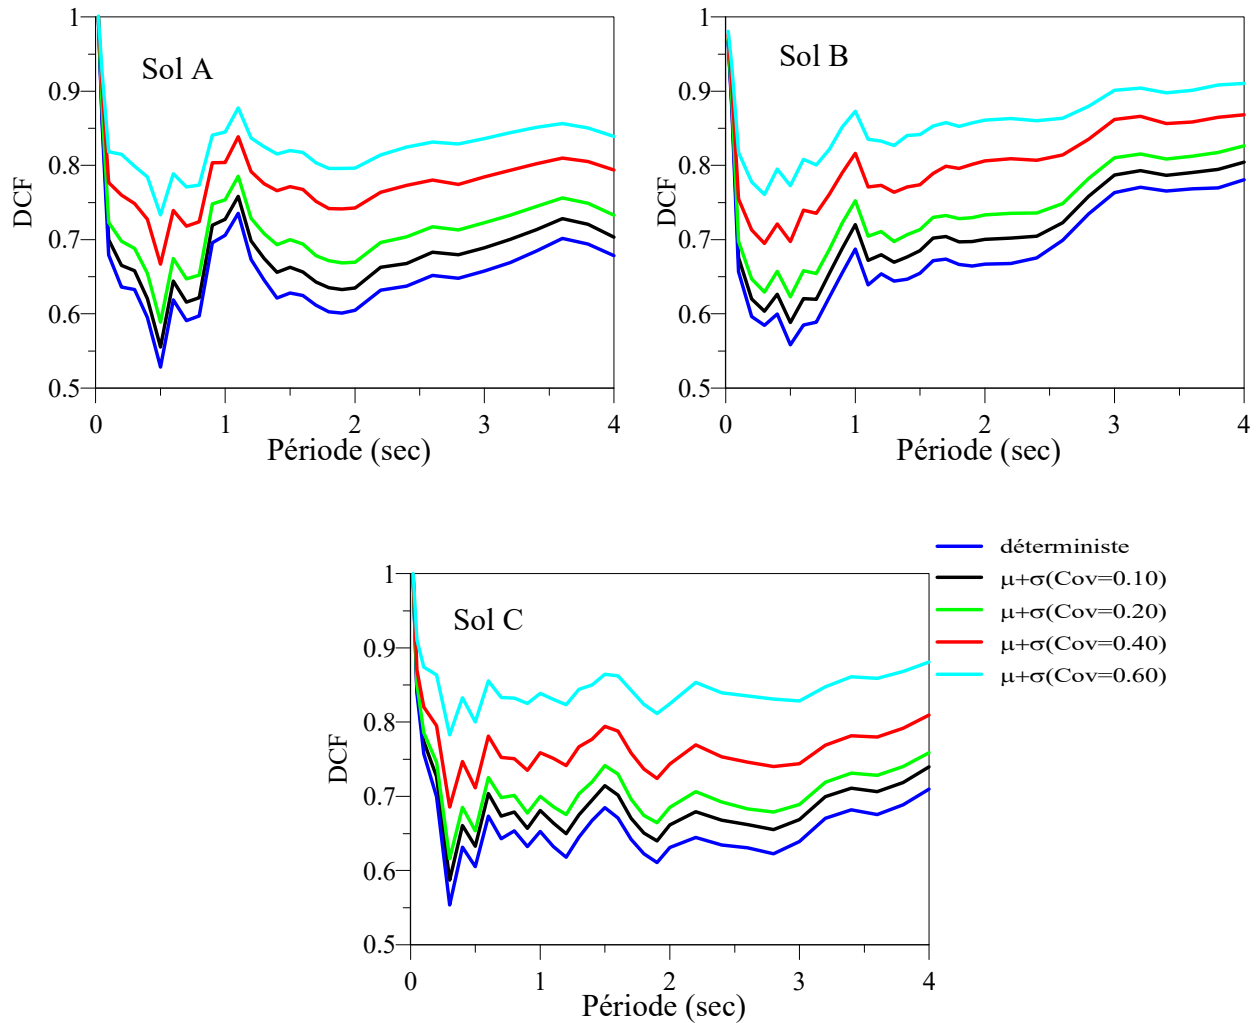 Sol A
DCF
1
0.9
0.8
0.7
0.6
0.5
0 1 2 3 4
Période (sec)
Sol B
DCF
1
0.9
0.8
0.7
0.6
0.5
0 1 2 3 4
Période (sec)
Sol C
DCF
1
0.9
0.8
0.7
0.6
0.5
0 1 2 3 4
Période (sec)
déterministe
μ+σ(Cov=0.10)
μ+σ(Cov=0.20)
μ+σ(Cov=0.40)
μ+σ(Cov=0.60)